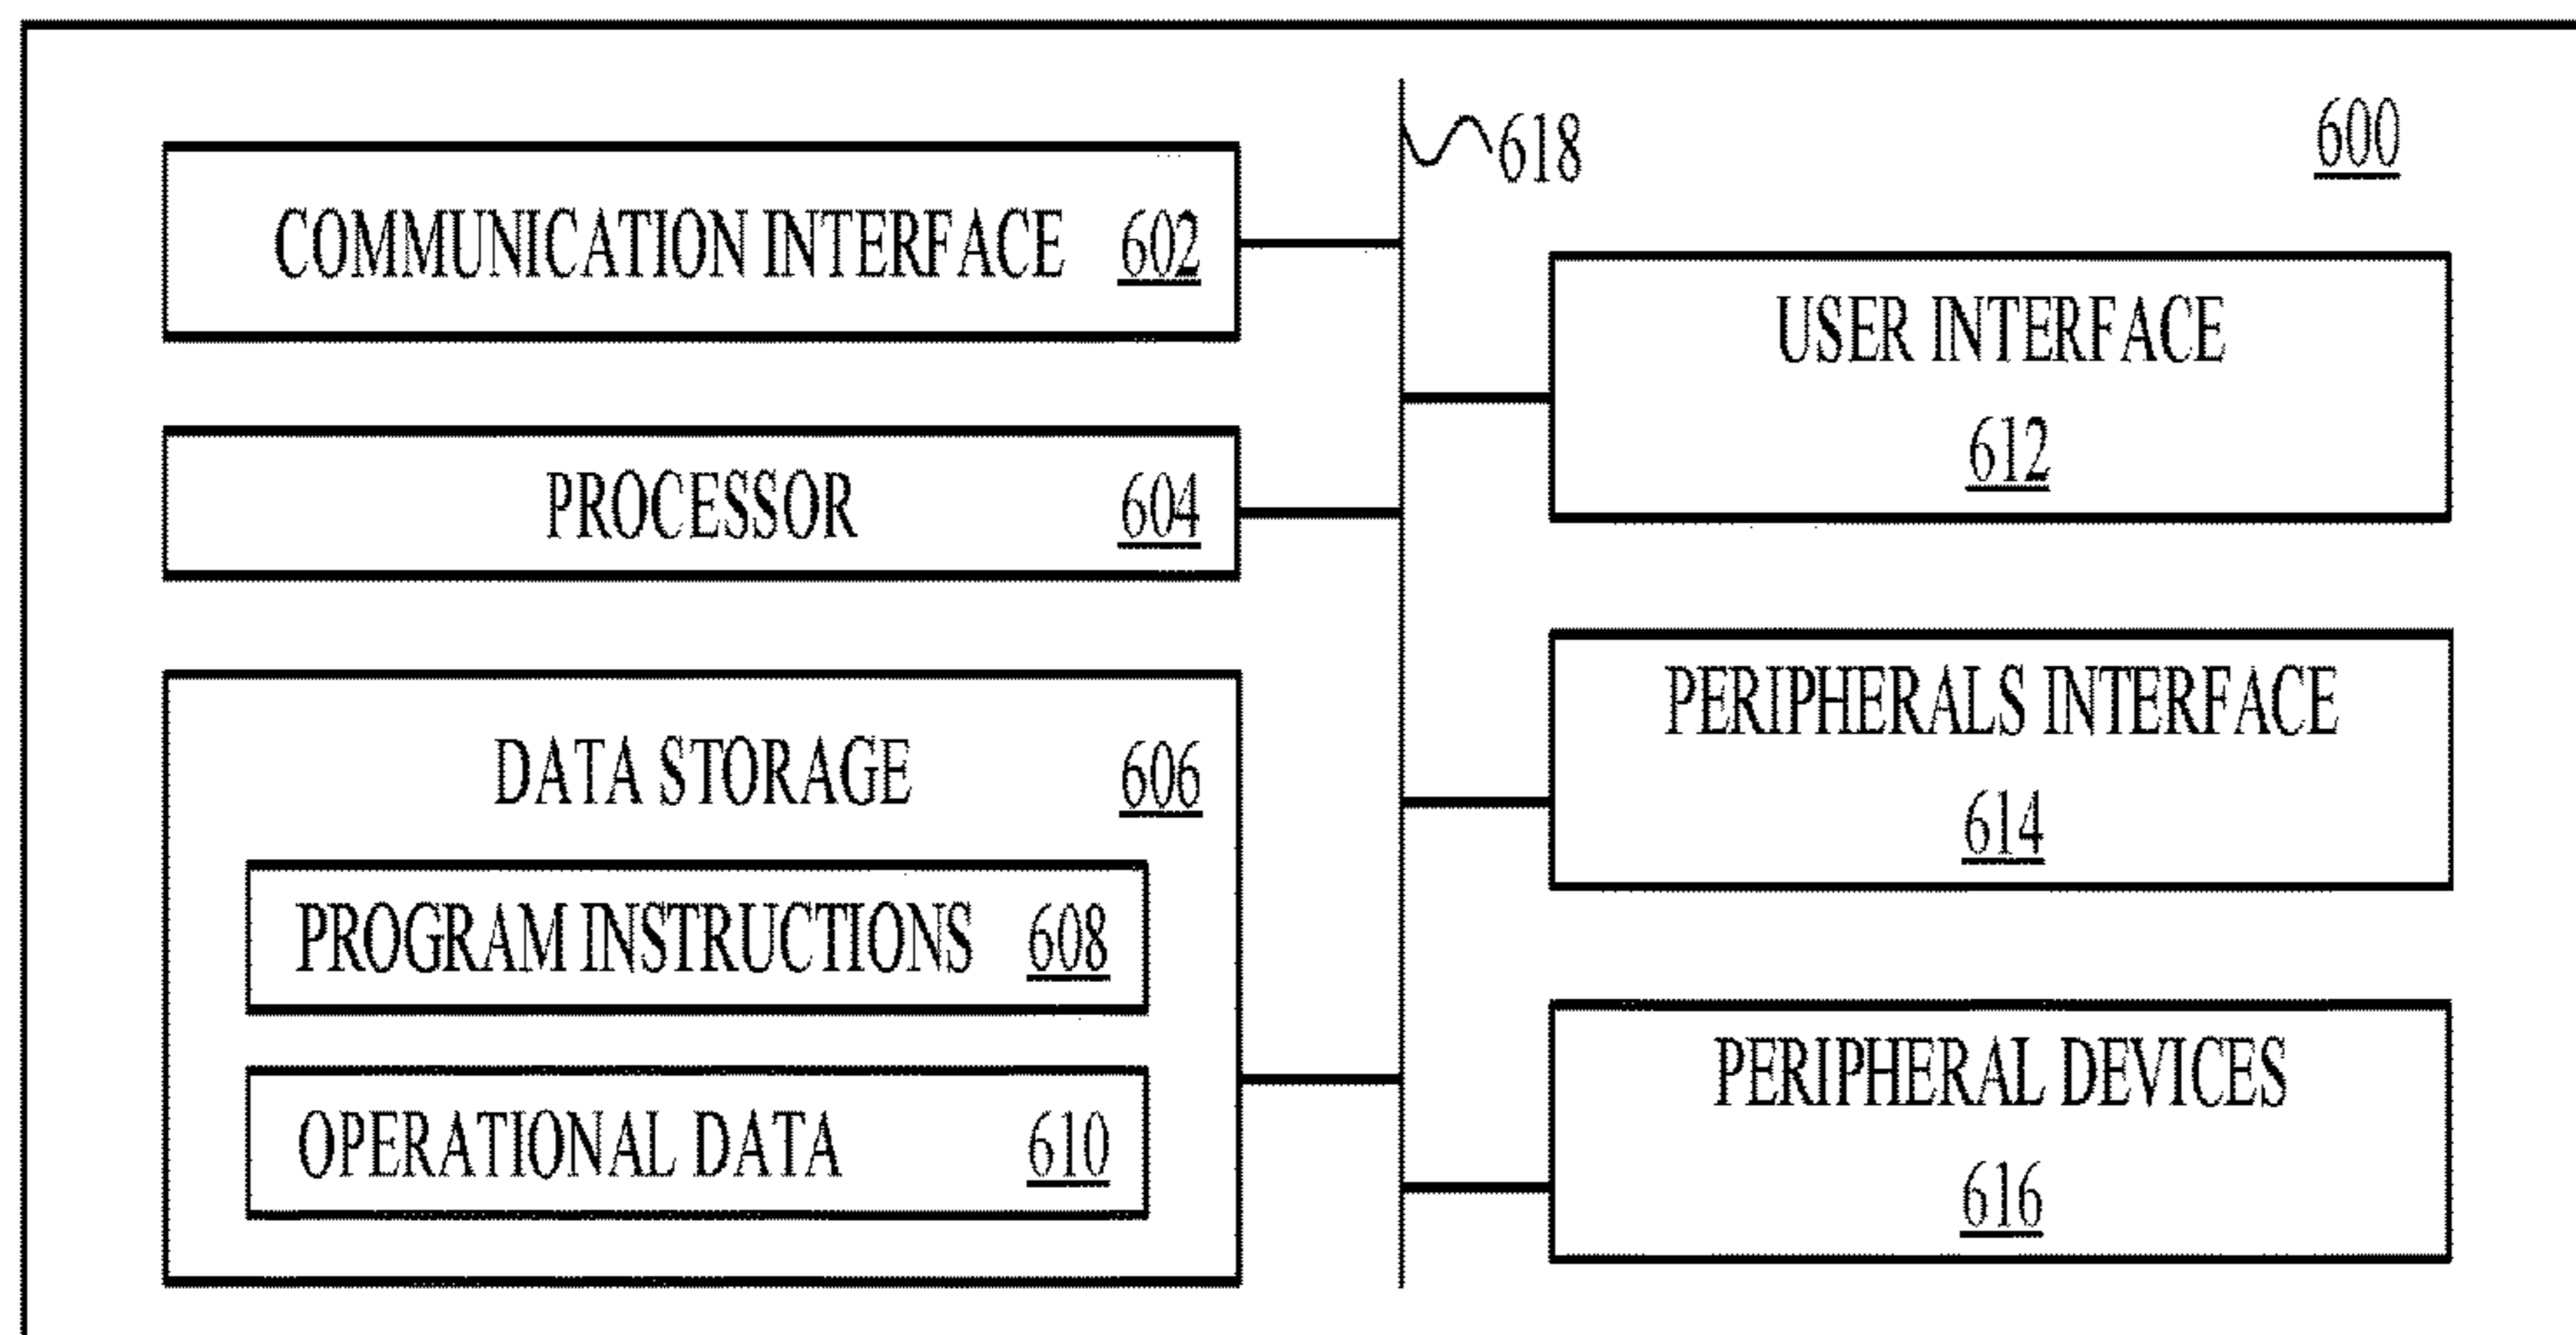 618
600
COMMUNICATION INTERFACE 602
USER INTERFACE
612
PROCESSOR 604
PERIPHERALS INTERFACE
614
DATA STORAGE 606
PROGRAM INSTRUCTIONS 608
OPERATIONAL DATA 610
PERIPHERAL DEVICES
616